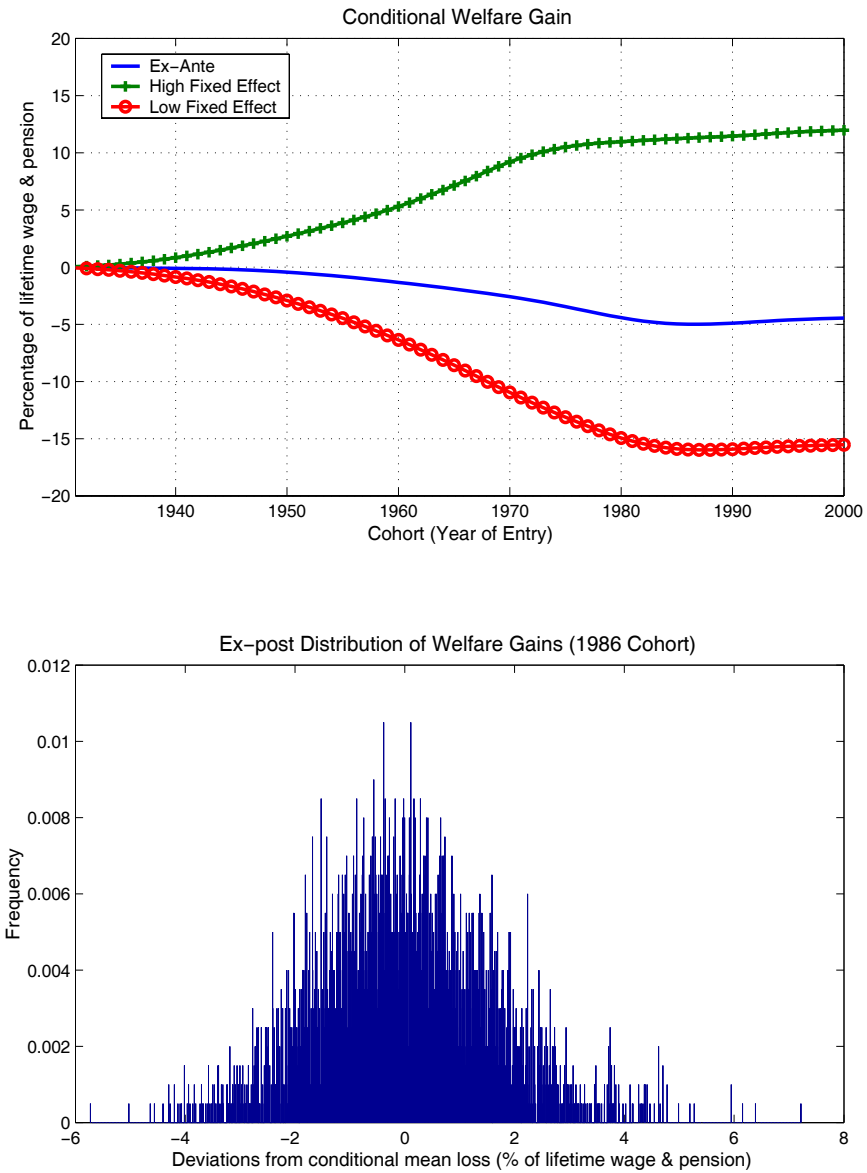 Conditional Welfare Gain
20
15
10
5
0
−5
−10
−15
−20
Percentage of lifetime wage & pension
Ex−Ante
High Fixed Effect
Low Fixed Effect
1940 1950 1960 1970 1980 1990 2000
Cohort (Year of Entry)
Ex−post Distribution of Welfare Gains (1986 Cohort)
0.012
0.01
0.008
0.006
0.004
0.002
0
Frequency
−6 −4 −2 0 2 4 6 8
Deviations from conditional mean loss (% of lifetime wage & pension)